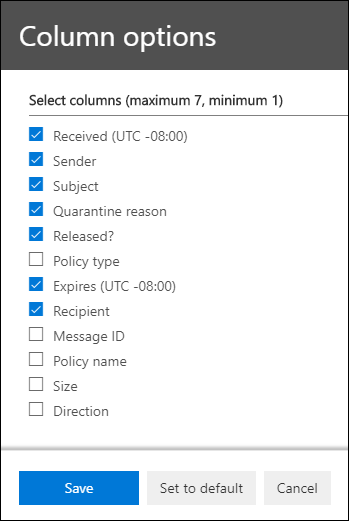 Column options
Select columns (maximum 7, minimum 1)
Received (UTC -08:00)
Sender
Subject
Quarantine reason
Released?
Policy type
Expires (UTC -08:00)
Recipient
Message ID
Policy name
Size
Direction
Save Set to default Cancel